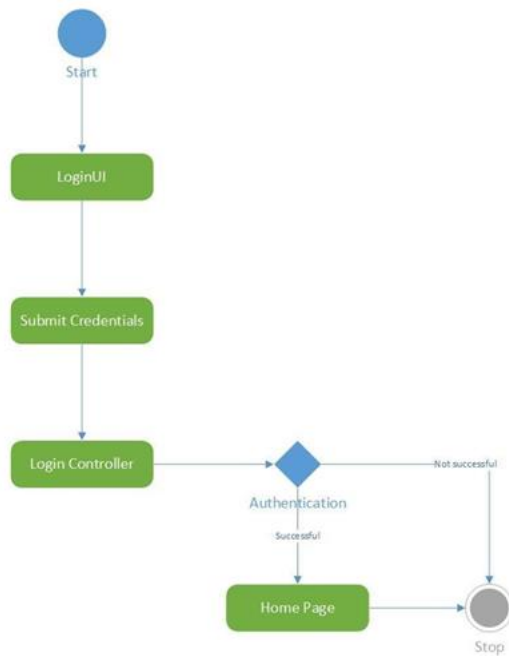 Start
LoginUI
Submit Credentials
Login Controller
Not successful
Authentication
Successful
Home Page
Stop